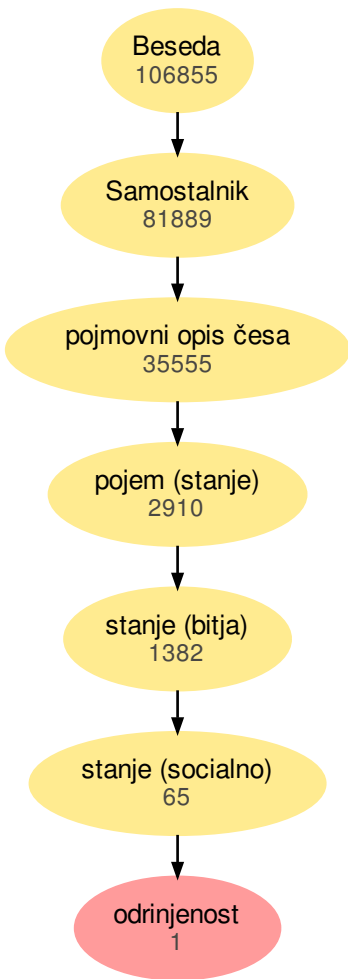 Beseda
106855
Samostalnik
81889
pojmovni opis česa
35555
pojem (stanje)
2910
stanje (bitja)
1382
stanje (socialno)
65
odrinjenost
1